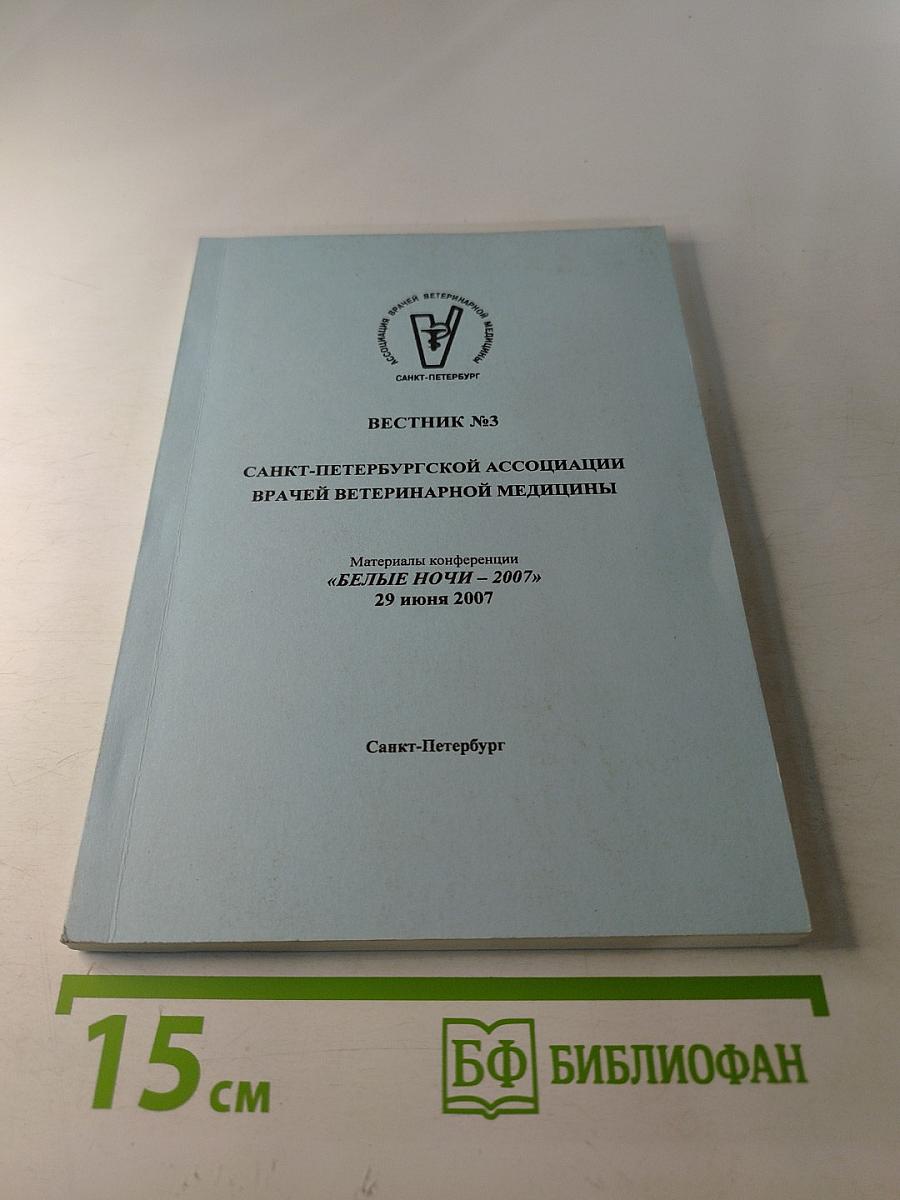 АССОЦИАЦИЯ ВРАЧЕЙ ВЕТЕРИНАРНОЙ МЕДИЦИНЫ
САНКТ-ПЕТЕРБУРГ
ВЕСТНИК №3
САНКТ-ПЕТЕРБУРГСКОЙ АССОЦИАЦИИ
ВРАЧЕЙ ВЕТЕРИНАРНОЙ МЕДИЦИНЫ
Материалы конференции
«БЕЛЫЕ НОЧИ – 2007»
29 июня 2007
Санкт-Петербург
15 см
БФ БИБЛИОФАН